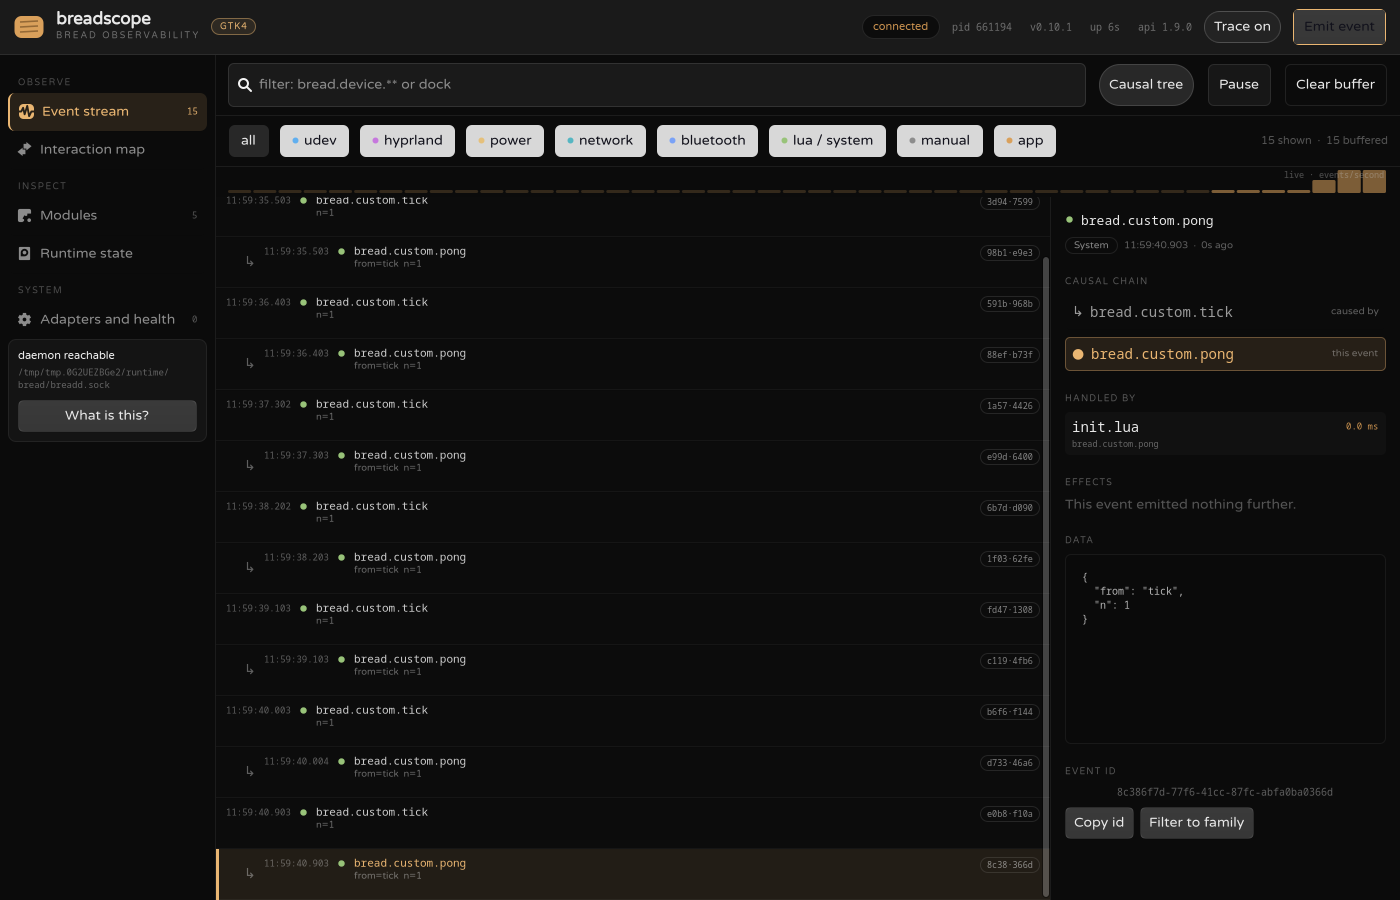 breadscope
BREAD OBSERVABILITY
GTK4
connected
pid 661194
v0.10.1
up 6s
api 1.9.0
Trace on
Emit event
OBSERVE
Event stream 15
Interaction map
INSPECT
Modules 5
Runtime state
SYSTEM
Adapters and health 0
daemon reachable
/tmp/tmp.0G2UEZBGe2/runtime/
bread/breadd.sock
What is this?
filter: bread.device.** or dock
Causal tree
Pause
Clear buffer
all
udev
hyprland
power
network
bluetooth
lua / system
manual
app
15 shown · 15 buffered
live · events/second
11:59:35.503 bread.custom.tick 3d94·7599
n=1
↳ 11:59:35.503 bread.custom.pong 98b1·e9e3
from=tick n=1
11:59:36.403 bread.custom.tick 591b·968b
n=1
↳ 11:59:36.403 bread.custom.pong 88ef·b73f
from=tick n=1
11:59:37.302 bread.custom.tick 1a57·4426
n=1
↳ 11:59:37.303 bread.custom.pong e99d·6400
from=tick n=1
11:59:38.202 bread.custom.tick 6b7d·d090
n=1
↳ 11:59:38.203 bread.custom.pong 1f03·62fe
from=tick n=1
11:59:39.103 bread.custom.tick fd47·1308
n=1
↳ 11:59:39.103 bread.custom.pong c119·4fb6
from=tick n=1
11:59:40.003 bread.custom.tick b6f6·f144
n=1
↳ 11:59:40.004 bread.custom.pong d733·46a6
from=tick n=1
11:59:40.903 bread.custom.tick e0b8·f10a
n=1
↳ 11:59:40.903 bread.custom.pong 8c38·366d
from=tick n=1
bread.custom.pong
System 11:59:40.903 · 0s ago
CAUSAL CHAIN
↳ bread.custom.tick caused by
bread.custom.pong this event
HANDLED BY
init.lua 0.0 ms
bread.custom.pong
EFFECTS
This event emitted nothing further.
DATA
{
"from": "tick",
"n": 1
}
EVENT ID
8c386f7d-77f6-41cc-87fc-abfa0ba0366d
Copy id
Filter to family